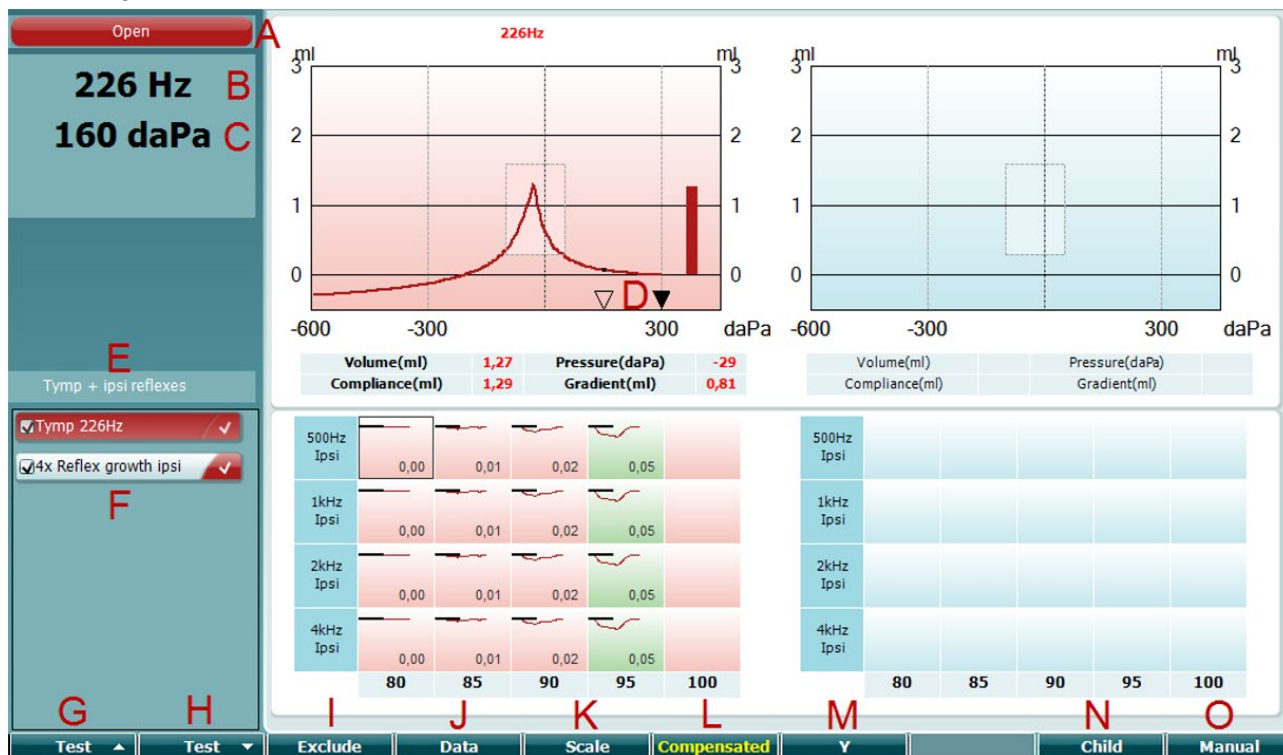 Open
A
226 Hz B
160 daPa C
E
Tymp + ipsi reflexes
Tymp 226Hz
4x Reflex growth ipsi
F
G H
226Hz
ml ml
3 3
2 2
1 1
0 0
D
-600 -300 300 daPa
Volume(ml) 1,27 Pressure(daPa) -29
Compliance(ml) 1,29 Gradient(ml) 0,81
ml ml
3 3
2 2
1 1
0 0
-600 -300 300 daPa
Volume(ml) Pressure(daPa)
Compliance(ml) Gradient(ml)
500Hz
Ipsi
0,00 0,01 0,02 0,05
1kHz
Ipsi
0,00 0,01 0,02 0,05
2kHz
Ipsi
0,00 0,01 0,02 0,05
4kHz
Ipsi
0,00 0,01 0,02 0,05
80 85 90 95 100
500Hz
Ipsi
1kHz
Ipsi
2kHz
Ipsi
4kHz
Ipsi
80 85 90 95 100
I J K L M N O
Test Test Exclude Data Scale Compensated Y Child Manual